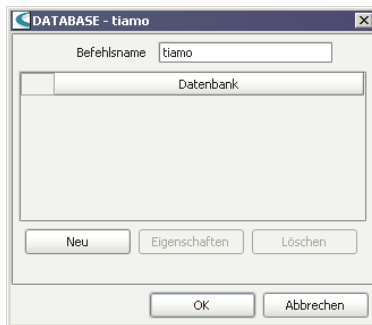 DATABASE - tiamo
Befehlsname tiamo
Datenbank
Neu Eigenschaften Löschen
OK Abbrechen